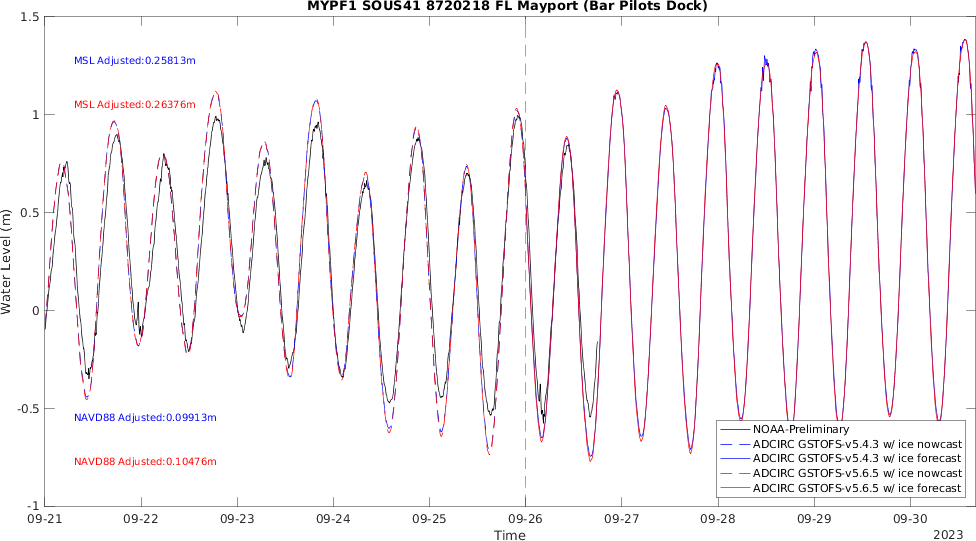 MYPF1 SOUS41 8720218 FL Mayport (Bar Pilots Dock)
1.5
1
0.5
0
-0.5
-1
Water Level (m)
MSL Adjusted:0.25813m
MSL Adjusted:0.26376m
NAVD88 Adjusted:0.09913m
NAVD88 Adjusted:0.10476m
NOAA-Preliminary
ADCIRC GSTOFS-v5.4.3 w/ ice nowcast
ADCIRC GSTOFS-v5.4.3 w/ ice forecast
ADCIRC GSTOFS-v5.6.5 w/ ice nowcast
ADCIRC GSTOFS-v5.6.5 w/ ice forecast
09-21 09-22 09-23 09-24 09-25 09-26 09-27 09-28 09-29 09-30
Time
2023